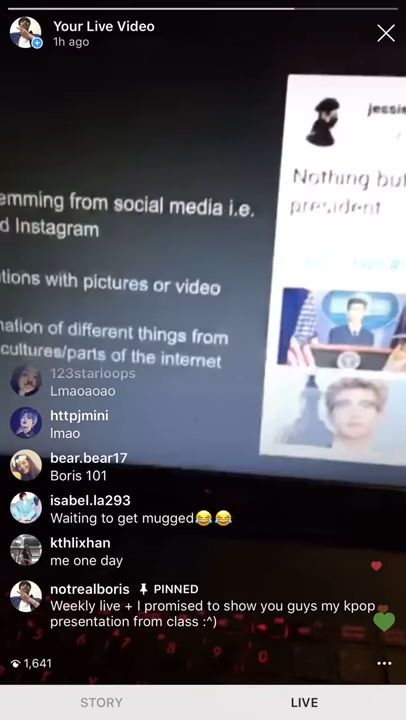 Your Live Video
1h ago
jessie
Nothing but
president
emming from social media i.e.
d Instagram
tions with pictures or video
nation of different things from
cultures/parts of the internet
123starloops
Lmaoaoao
httpjmini
lmao
bear.bear17
Boris 101
isabel.la293
Waiting to get mugged😂😂
kthlixhan
me one day
notrealboris PINNED
Weekly live + I promised to show you guys my kpop
presentation from class :^)
1,641
STORY LIVE